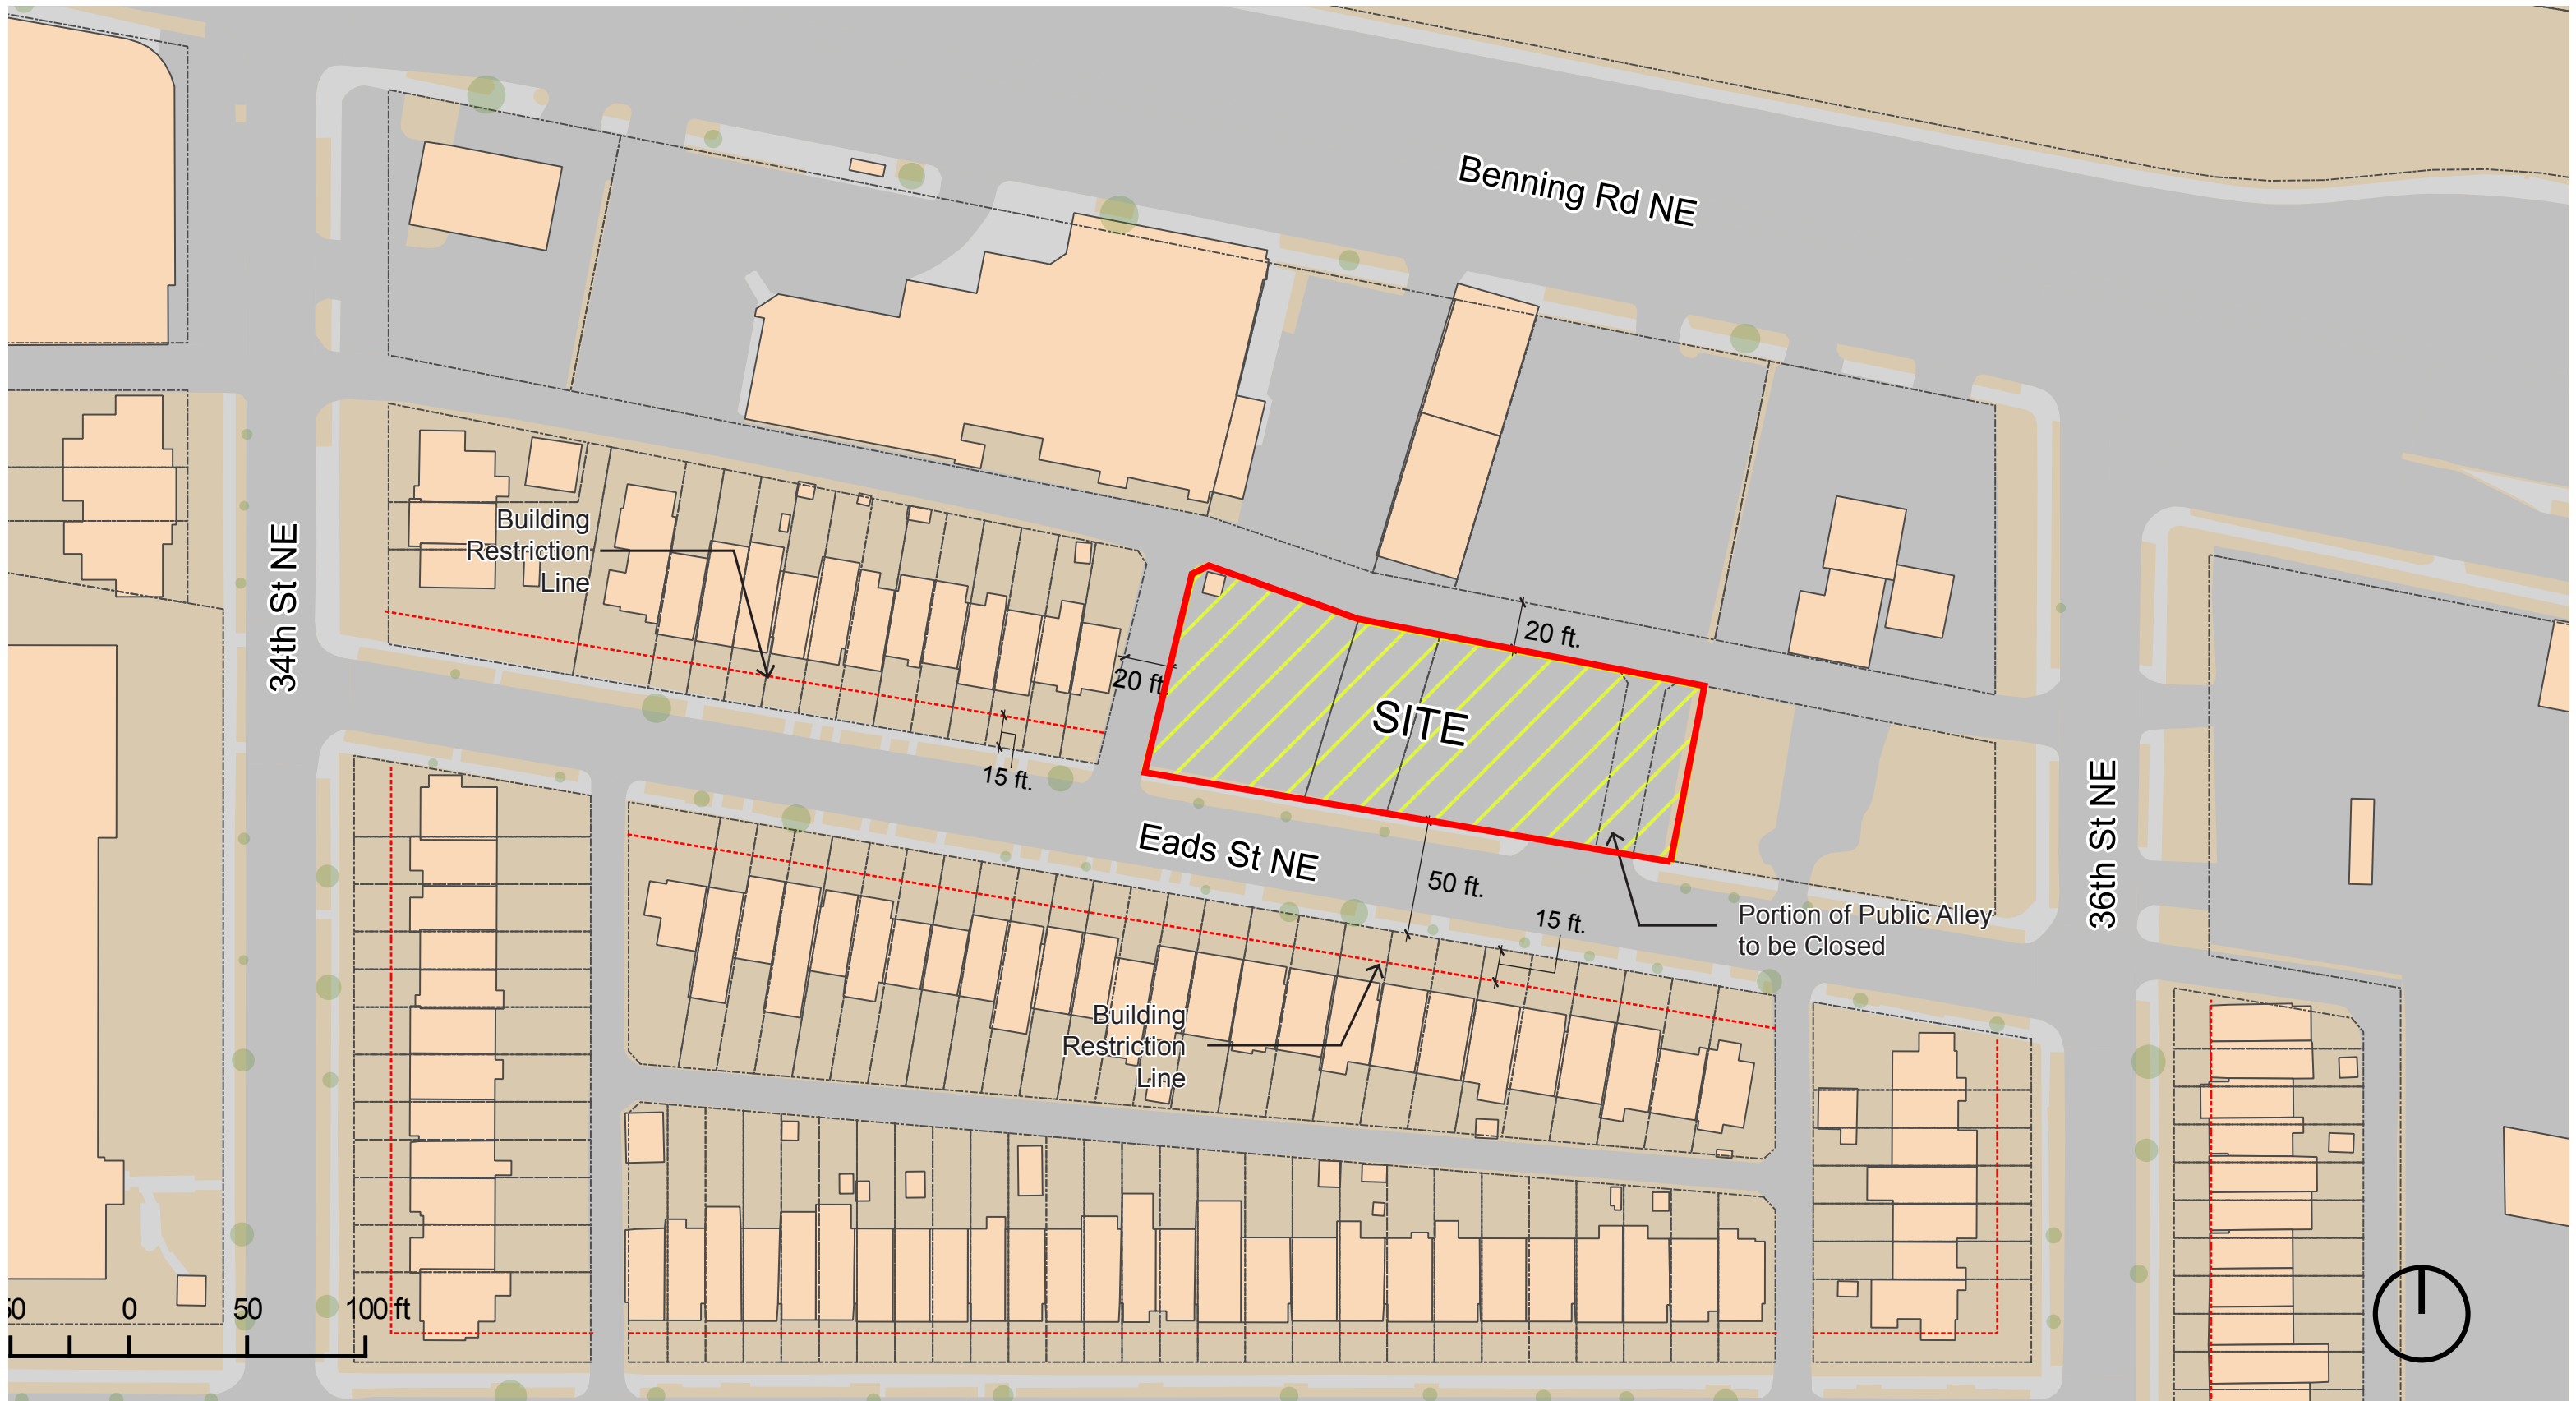 Benning Rd NE
Building
Restriction
Line
34th St NE
20 ft.
20 ft.
SITE
15 ft.
Eads St NE
50 ft.
15 ft.
Portion of Public Alley
to be Closed
36th St NE
Building
Restriction
Line
50 0 50 100 ft